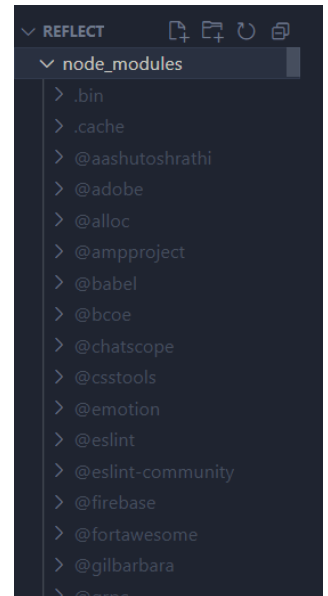 REFLECT
node_modules
.bin
.cache
@aashutoshrathi
@adobe
@alloc
@ampproject
@babel
@bcoe
@chatscope
@csstools
@emotion
@eslint
@eslint-community
@firebase
@fortawesome
@gilbarbara